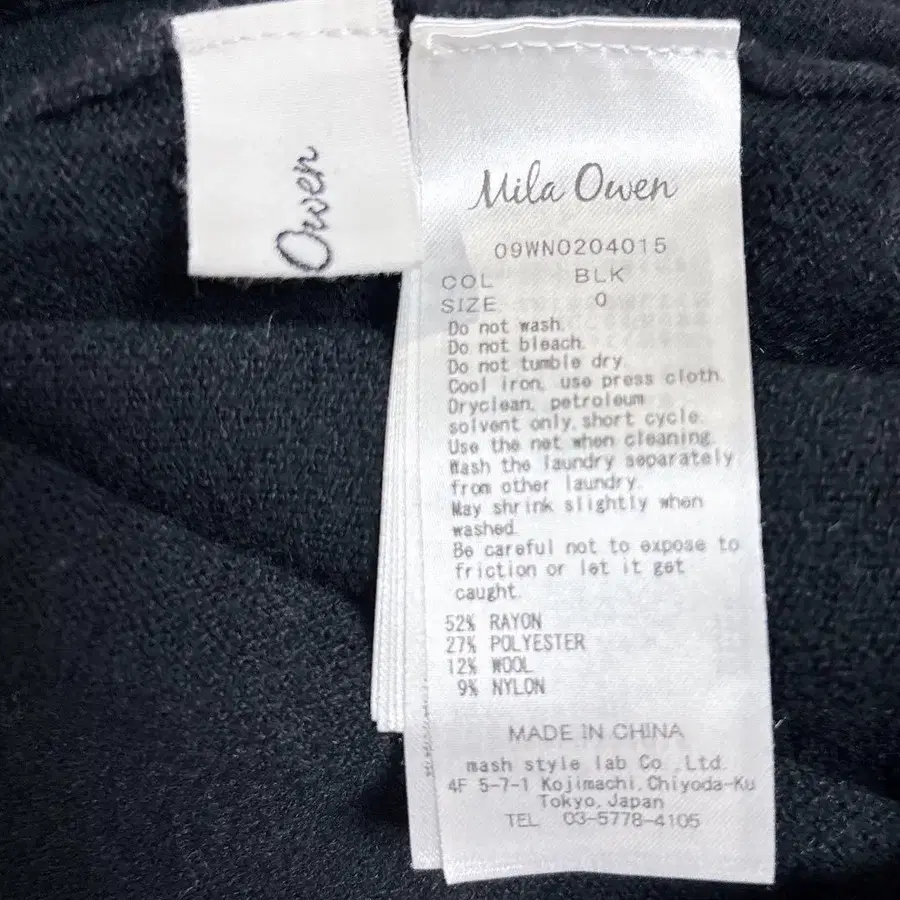 Owen
Mila Owen
09WN0204015
COL BLK
SIZE 0
Do not wash.
Do not bleach.
Do not tumble dry.
Cool iron, use press cloth.
Dryclean, petroleum
solvent only, short cycle.
Use the net when cleaning.
Wash the laundry separately
from other laundry.
May shrink slightly when
washed.
Be careful not to expose to
friction or let it get
caught.
52% RAYON
27% POLYESTER
12% WOOL
9% NYLON
MADE IN CHINA
mash style lab Co.,Ltd.
4F 5-7-1 Kojimachi,Chiyoda-Ku
Tokyo,Japan
TEL 03-5778-4105